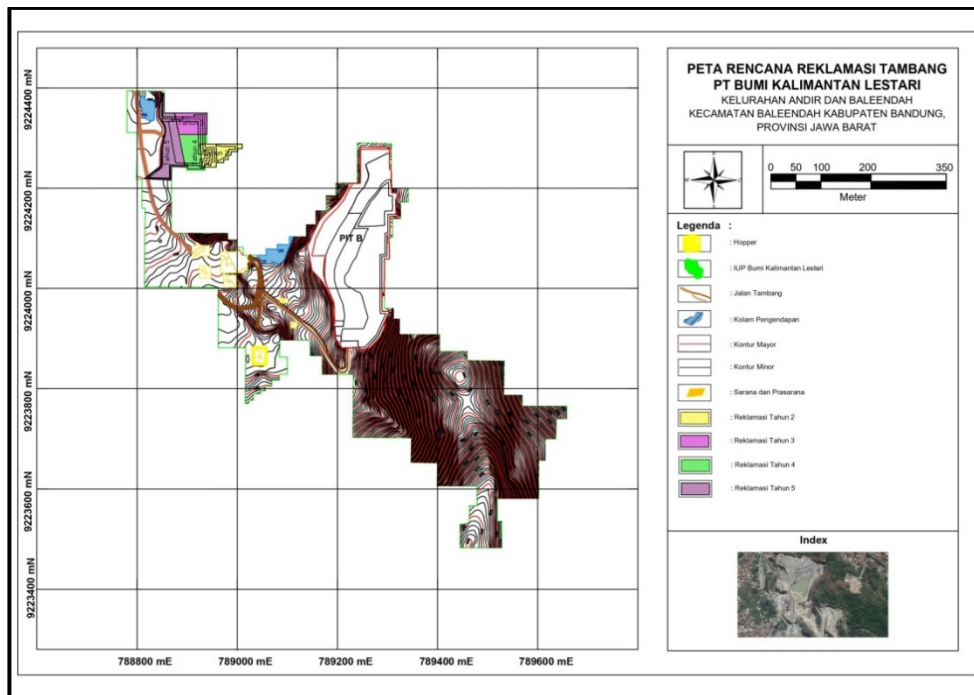 PETA RENCANA REKLAMASI TAMBANG
PT BUMI KALIMANTAN LESTARI
KELURAHAN ANDIR DAN BALEENDAH
KECAMATAN BALEENDAH KABUPATEN BANDUNG,
PROVINSI JAWA BARAT
0 50 100 200 350
Meter
Legenda :
: Hopper
: IUP Bumi Kalimantan Lestari
: Jalan Tambang
: Kolam Pengendapan
: Kontur Mayor
: Kontur Minor
: Sarana dan Prasarana
: Reklamasi Tahun 2
: Reklamasi Tahun 3
: Reklamasi Tahun 4
: Reklamasi Tahun 5
Index
9224400 mN
9224200 mN
9224000 mN
9223800 mN
9223600 mN
9223400 mN
Tahun 5
Tahun 4
PIT B
788800 mE 789000 mE 789200 mE 789400 mE 789600 mE